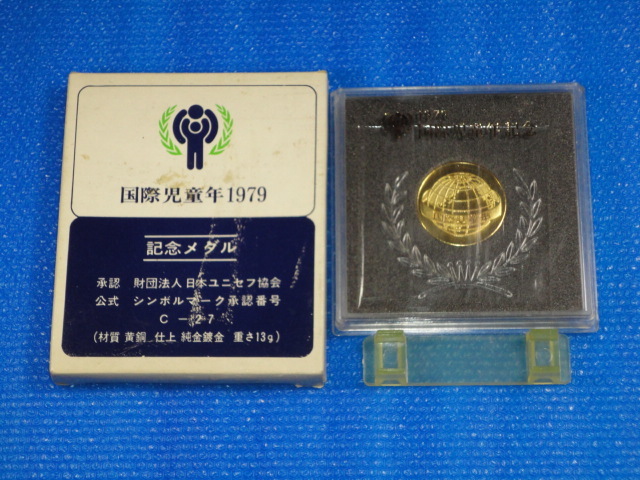 国際児童年1979
記念メダル
承認 財団法人日本ユニセフ協会
公式 シンボルマーク承認番号
C－27
(材質 黄銅 仕上 純金鍍金 重さ13g)
1979